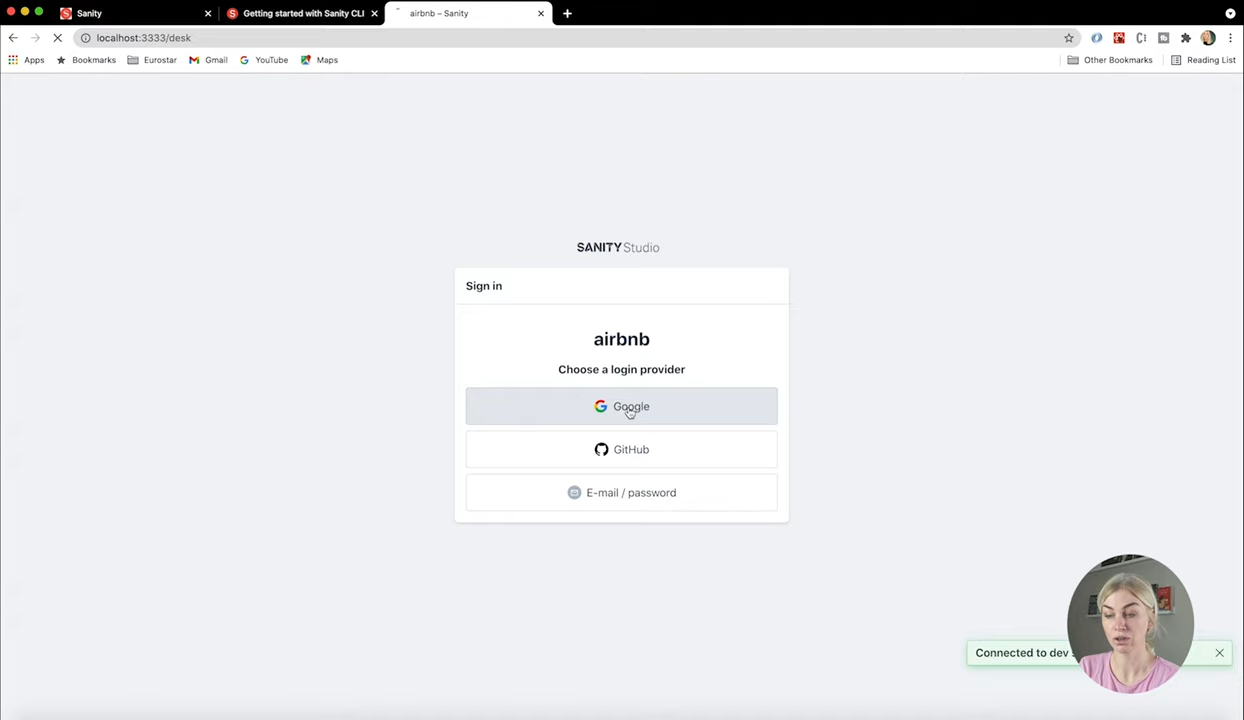 Sanity
Getting started with Sanity CLI
airbnb – Sanity
localhost:3333/desk
Apps
Bookmarks
Eurostar
Gmail
YouTube
Maps
Other Bookmarks
Reading List
SANITY Studio
Sign in
airbnb
Choose a login provider
Google
GitHub
E-mail / password
Connected to dev